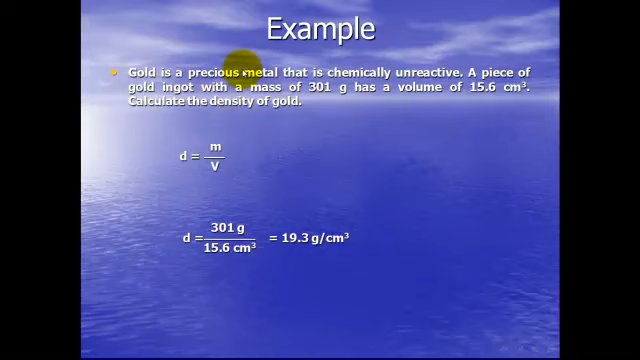 Example
• Gold is a precious metal that is chemically unreactive. A piece of
gold ingot with a mass of 301 g has a volume of 15.6 cm³.
Calculate the density of gold.
d = m
V
d = 301 g
15.6 cm³
= 19.3 g/cm³